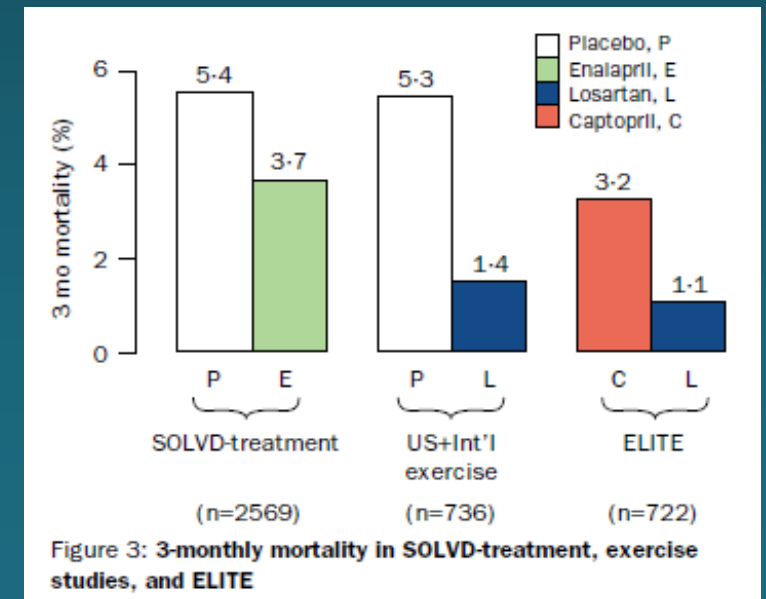 Placebo, P
Enalapril, E
Losartan, L
Captopril, C
3 mo mortality (%)
6
4
2
0
5·4
3·7
5·3
1·4
3·2
1·1
P E P L C L
SOLVD-treatment US+Int'l exercise ELITE
(n=2569) (n=736) (n=722)
Figure 3: 3-monthly mortality in SOLVD-treatment, exercise
studies, and ELITE